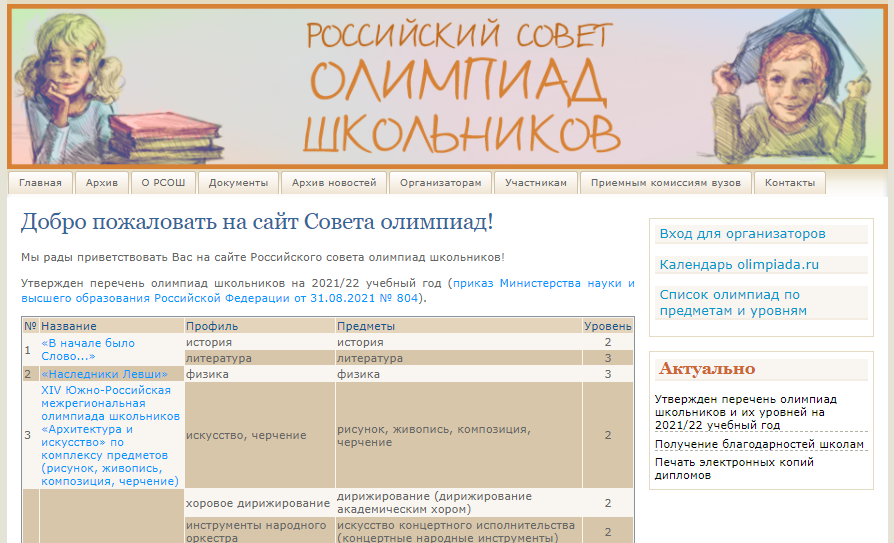 РОССИЙСКИЙ СОВЕТ
ОЛИМПИАД
ШКОЛЬНИКОВ
Главная Архив О РСОШ Документы Архив новостей Организаторам Участникам Приемным комиссиям вузов Контакты
Добро пожаловать на сайт Совета олимпиад!
Мы рады приветствовать Вас на сайте Российского совета олимпиад школьников!
Утвержден перечень олимпиад школьников на 2021/22 учебный год (приказ Министерства науки и
высшего образования Российской Федерации от 31.08.2021 № 804).
№ Название Профиль Предметы Уровень
1 «В начале было
Слово...»
история история 2
литература литература 3
2 «Наследники Левши» физика физика 3
3 XIV Южно-Российская
межрегиональная
олимпиада школьников
«Архитектура и
искусство» по
комплексу предметов
(рисунок, живопись,
композиция, черчение)
искусство, черчение
рисунок, живопись, композиция,
черчение
2
хоровое дирижирование
дирижирование (дирижирование
академическим хором)
2
инструменты народного
оркестра
искусство концертного исполнительства
(концертные народные инструменты)
2
Вход для организаторов
Календарь olimpiada.ru
Список олимпиад по
предметам и уровням
Актуально
Утвержден перечень олимпиад
школьников и их уровней на
2021/22 учебный год
Получение благодарностей школам
Печать электронных копий
дипломов